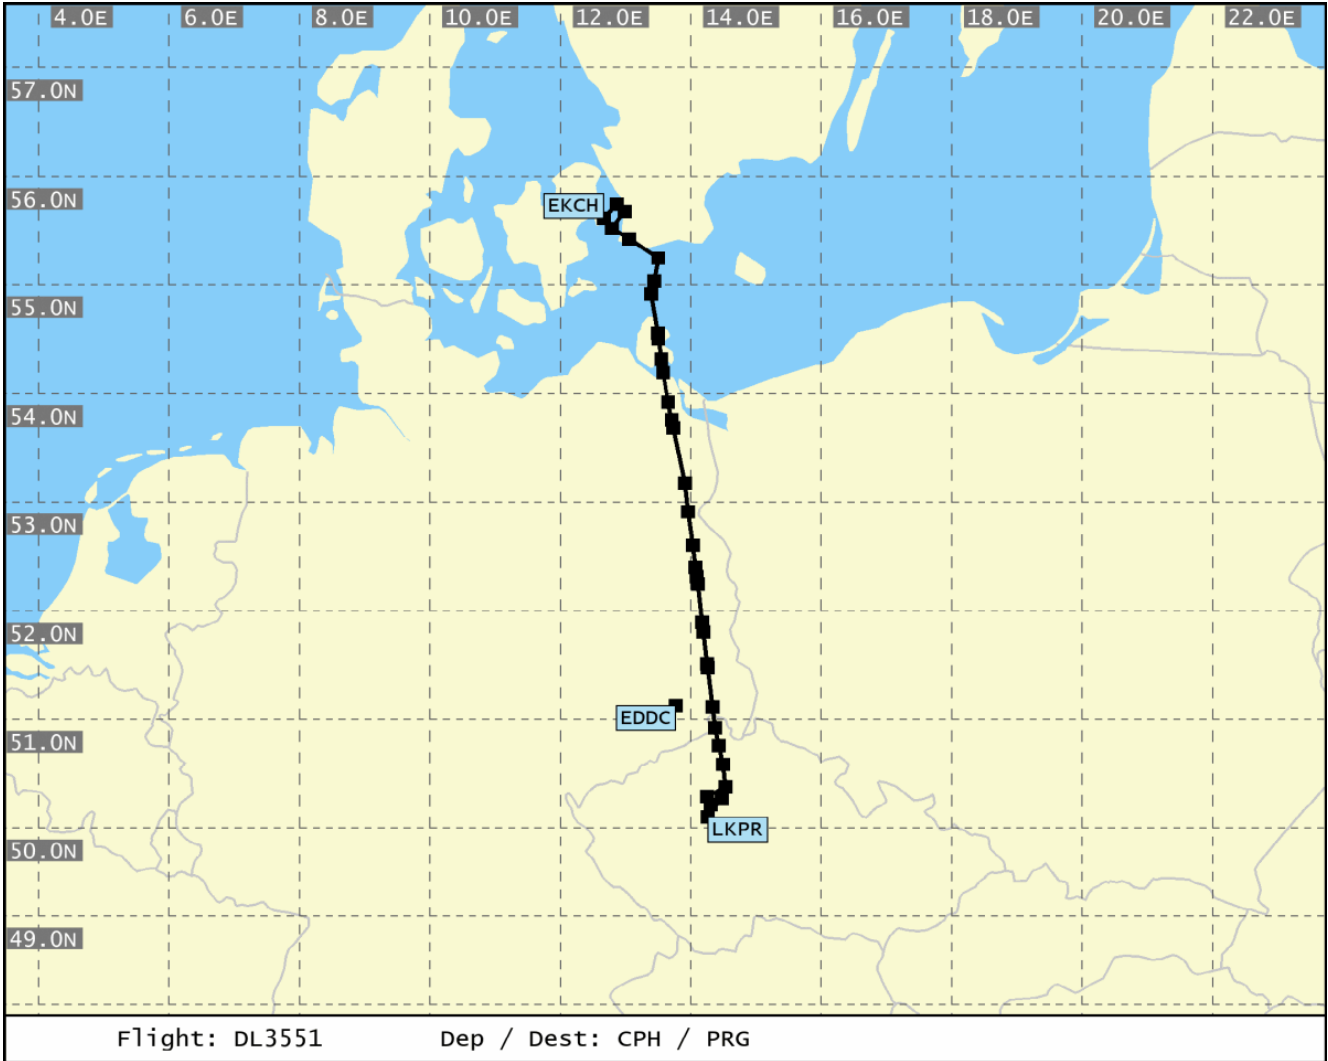 4.0E 6.0E 8.0E 10.0E 12.0E 14.0E 16.0E 18.0E 20.0E 22.0E
57.0N
56.0N
EKCH
55.0N
54.0N
53.0N
52.0N
EDDC
51.0N
LKPR
50.0N
49.0N
Flight: DL3551 Dep / Dest: CPH / PRG